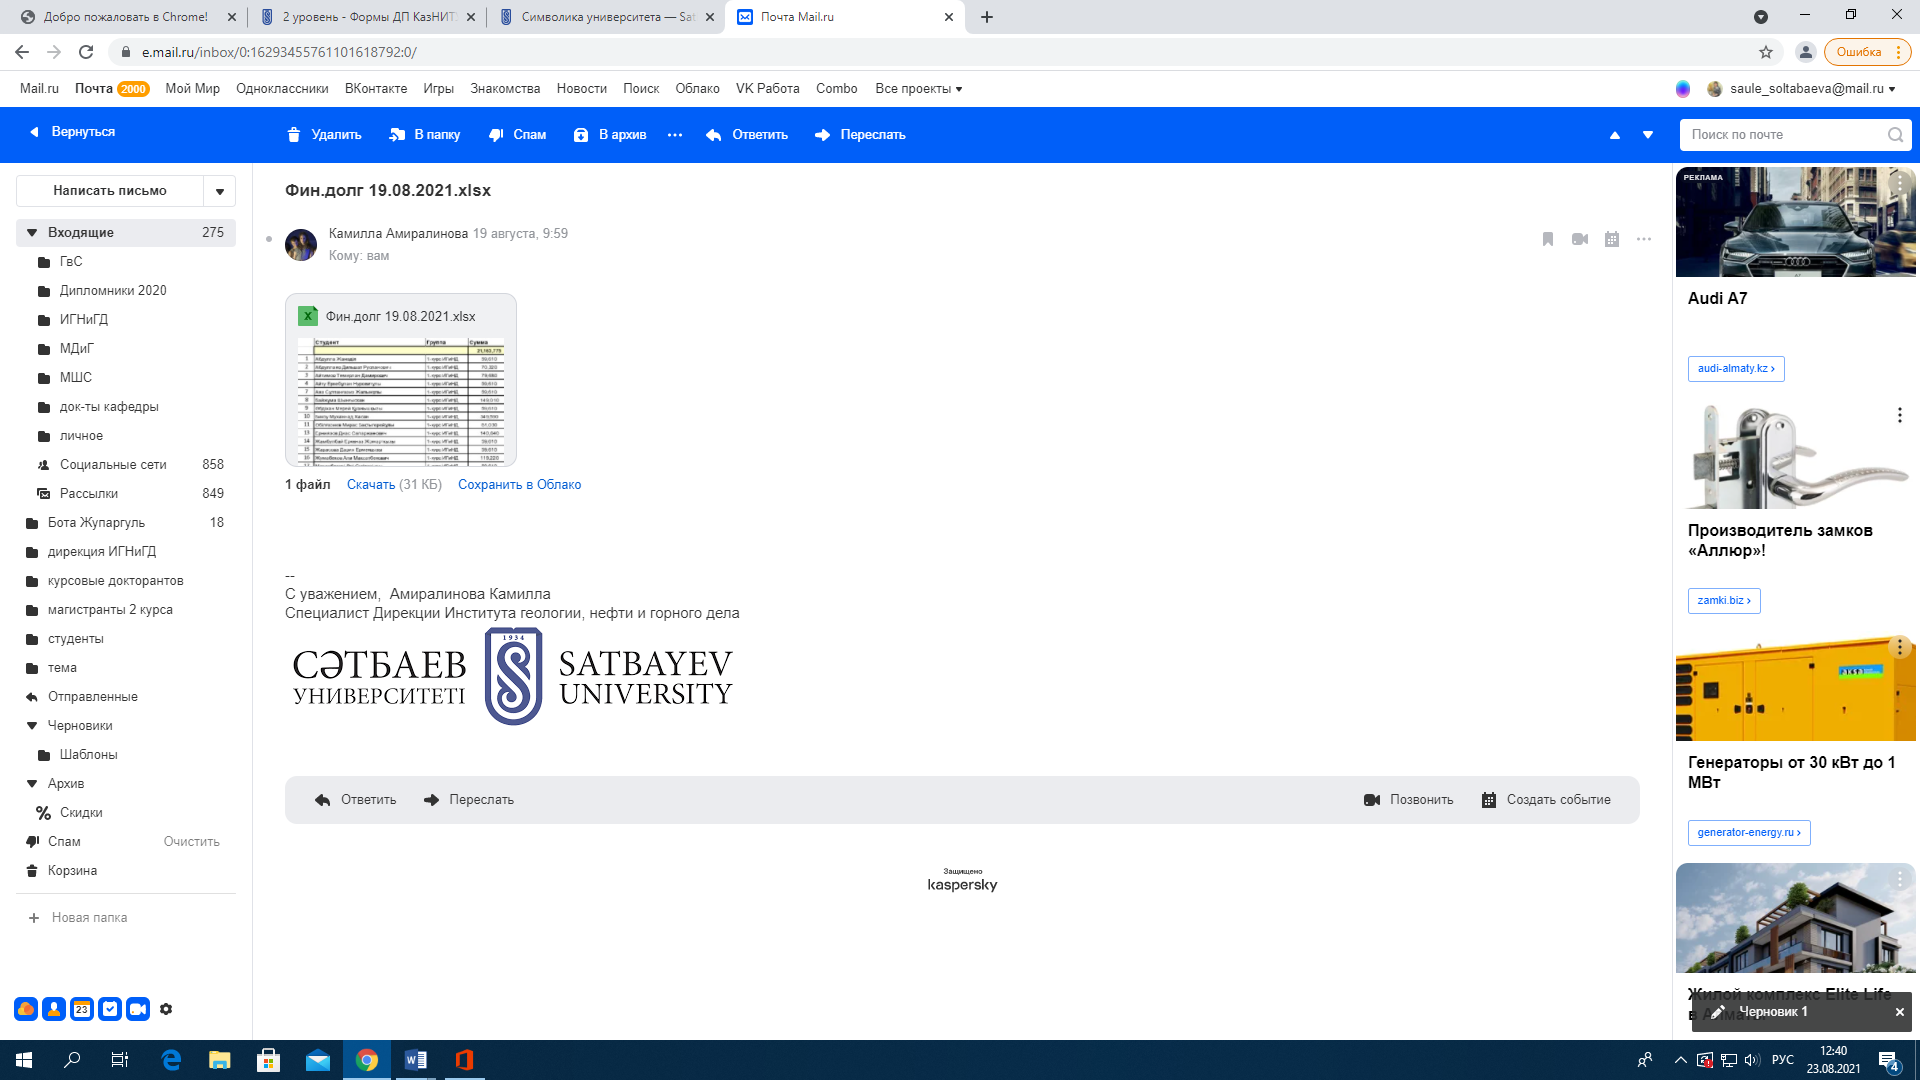 Добро пожаловать в Chrome!
2 уровень - Формы ДП КазНИТ
Символика университета — Sat
Почта Mail.ru
e.mail.ru/inbox/0:16293455761101618792:0/
Ошибка
Mail.ru Почта 2000 Мой Мир Одноклассники ВКонтакте Игры Знакомства Новости Поиск Облако VK Работа Combo Все проекты
saule_soltabaeva@mail.ru
Вернуться
Удалить В папку Спам В архив Ответить Переслать
Поиск по почте
Написать письмо
Входящие 275
ГвС
Дипломники 2020
ИГНиГД
МДиГ
МШС
док-ты кафедры
личное
Социальные сети 858
Рассылки 849
Бота Жупаргуль 18
дирекция ИГНиГД
курсовые докторантов
магистранты 2 курса
студенты
тема
Отправленные
Черновики
Шаблоны
Архив
Скидки
Спам Очистить
Корзина
Новая папка
23
Фин.долг 19.08.2021.xlsx
Камилла Амиралинова 19 августа, 9:59
Кому: вам
Фин.долг 19.08.2021.xlsx
Студент Группа Сумма
1 файл Скачать (31 КБ) Сохранить в Облако
--
С уважением, Амиралинова Камилла
Специалист Дирекции Института геологии, нефти и горного дела
1934
СӘТБАЕВ
УНИВЕРСИТЕТІ
SATBAYEV
UNIVERSITY
Ответить Переслать Позвонить Создать событие
Защищено
kaspersky
РЕКЛАМА
Audi A7
audi-almaty.kz ›
Производитель замков
«Аллюр»!
zamki.biz ›
Генераторы от 30 кВт до 1
МВт
generator-energy.ru ›
Жилой комплекс Elite Life
Черновик 1
РУС
12:40
23.08.2021
4